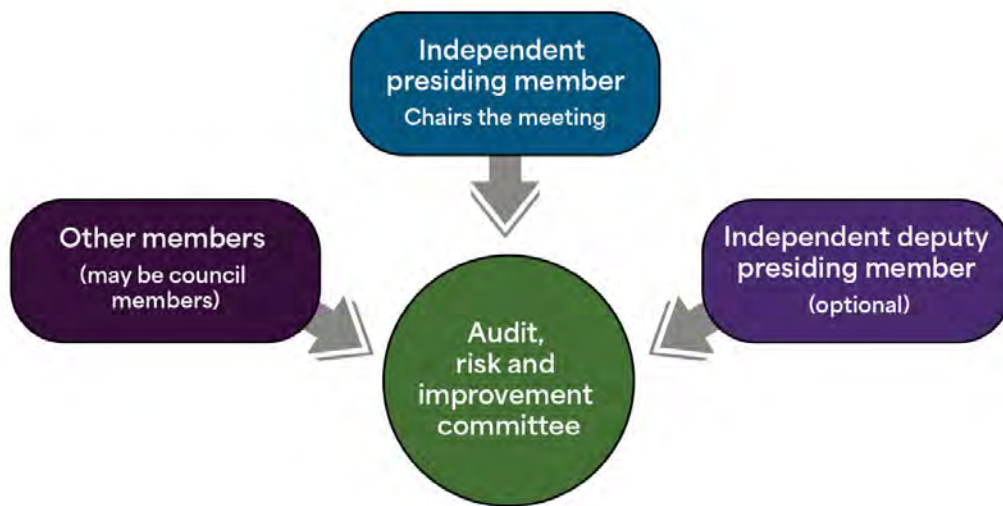 Independent
presiding member
Chairs the meeting
Other members
(may be council
members)
Independent deputy
presiding member
(optional)
Audit,
risk and
improvement
committee